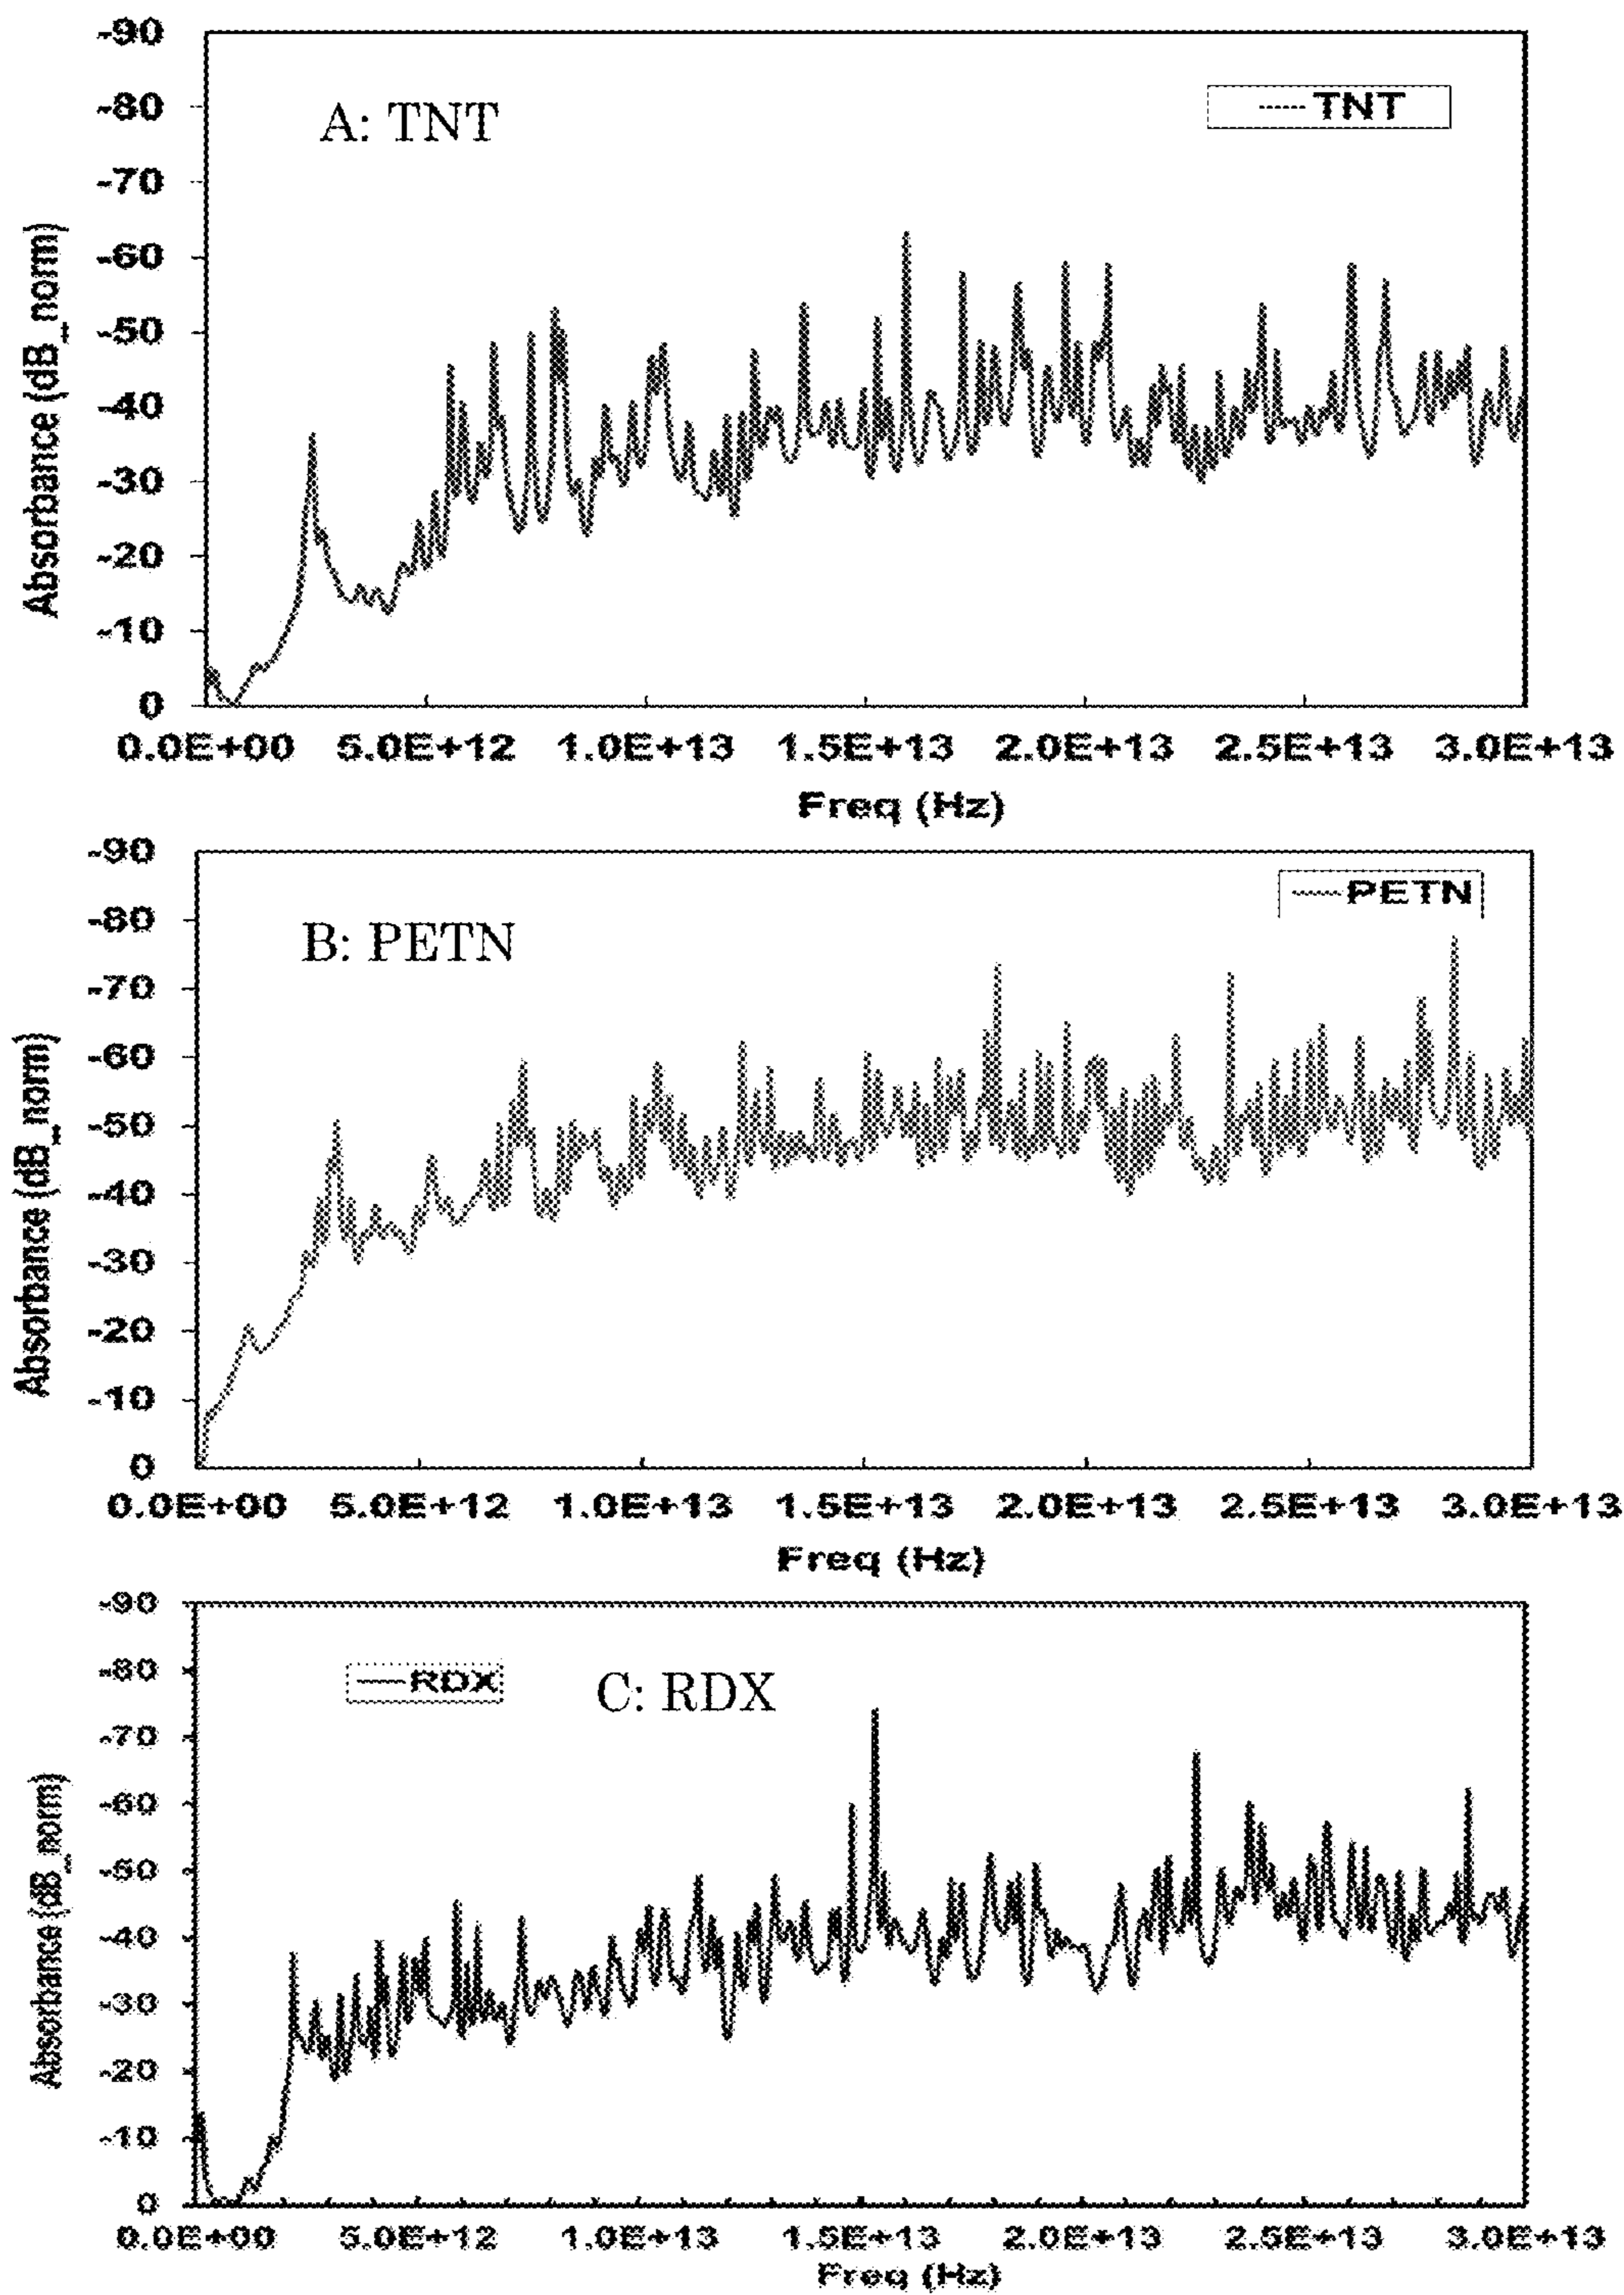 -90
-80
-70
-60
-50
-40
-30
-20
-10
0
Absorbance (dB_norm)
A: TNT
TNT
0.0E+00 5.0E+12 1.0E+13 1.5E+13 2.0E+13 2.5E+13 3.0E+13
Freq (Hz)
-90
-80
-70
-60
-50
-40
-30
-20
-10
0
Absorbance (dB_norm)
B: PETN
PETN
0.0E+00 5.0E+12 1.0E+13 1.5E+13 2.0E+13 2.5E+13 3.0E+13
Freq (Hz)
-90
-80
-70
-60
-50
-40
-30
-20
-10
0
Absorbance (dB_norm)
RDX
C: RDX
0.0E+00 5.0E+12 1.0E+13 1.5E+13 2.0E+13 2.5E+13 3.0E+13
Freq (Hz)